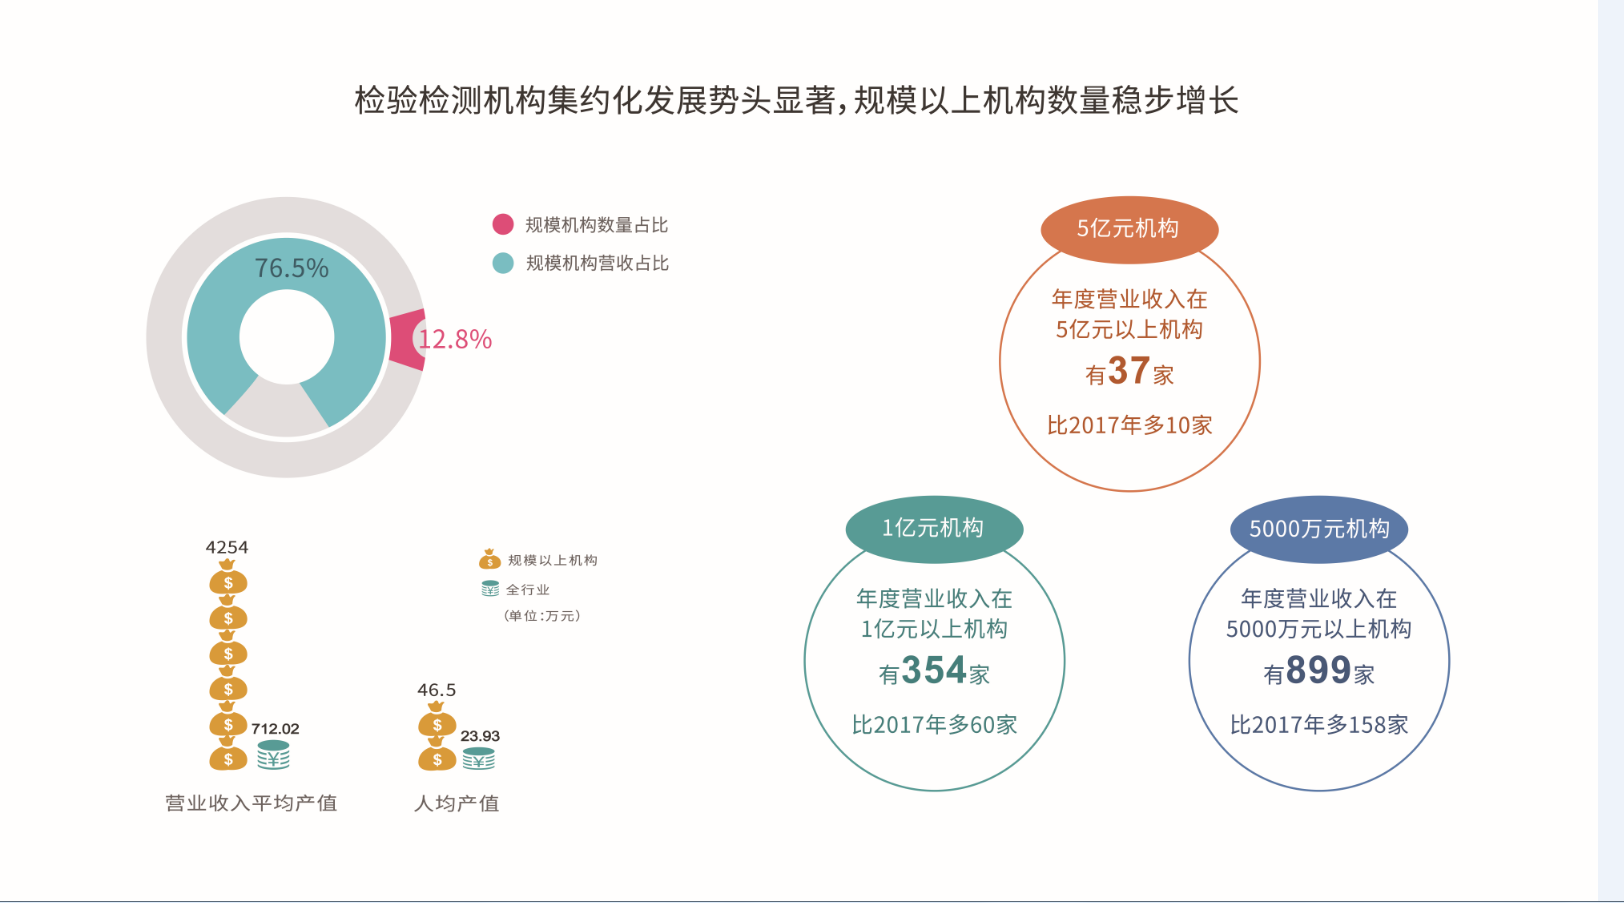 检验检测机构集约化发展势头显著，规模以上机构数量稳步增长
76.5%
12.8%
规模机构数量占比
规模机构营收占比
4254
712.02
营业收入平均产值
46.5
23.93
人均产值
规模以上机构
全行业
（单位：万元）
$
$
$
$
$
$
¥
$
$
¥
$
¥
5亿元机构
年度营业收入在
5亿元以上机构
有37家
比2017年多10家
1亿元机构
年度营业收入在
1亿元以上机构
有354家
比2017年多60家
5000万元机构
年度营业收入在
5000万元以上机构
有899家
比2017年多158家